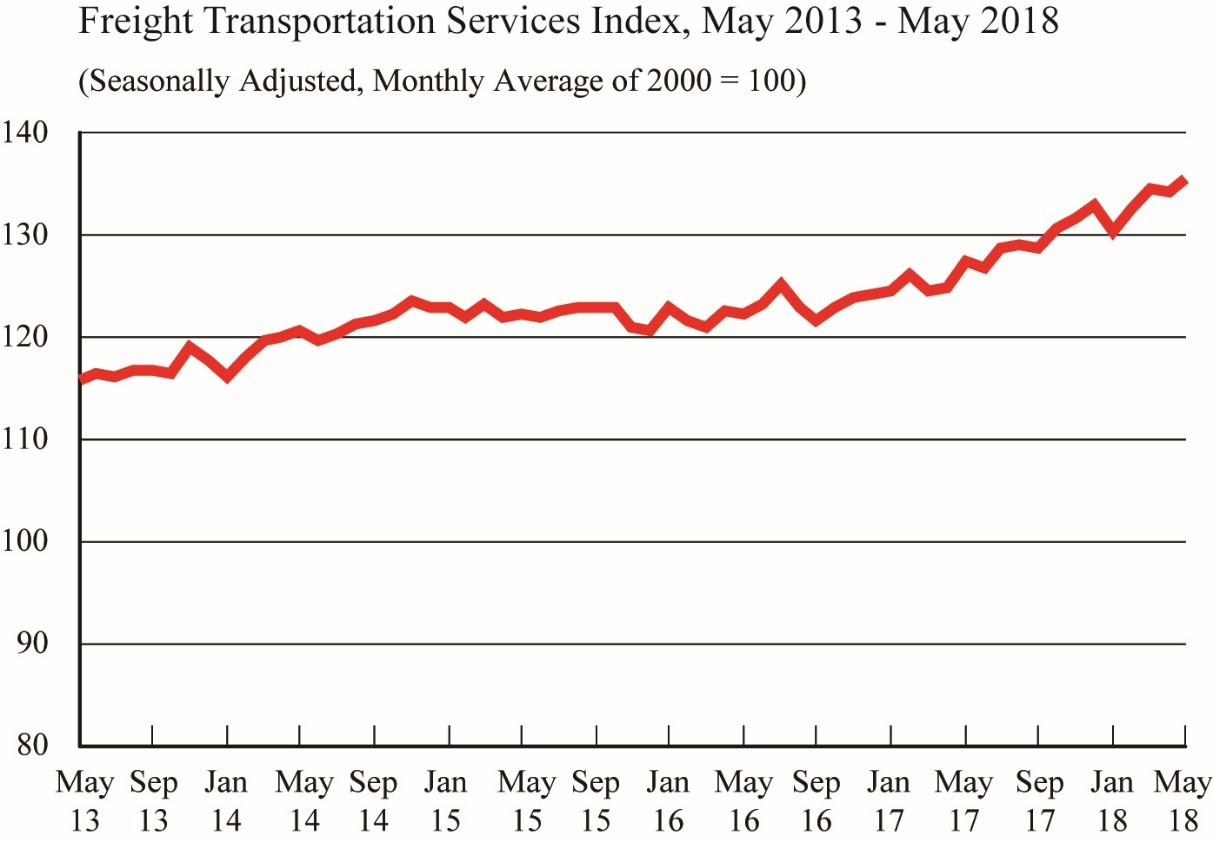 Freight Transportation Services Index, May 2013 - May 2018
(Seasonally Adjusted, Monthly Average of 2000 = 100)
140
130
120
110
100
90
80
May Sep Jan May Sep Jan May Sep Jan May Sep Jan May Sep Jan May
13 13 14 14 14 15 15 15 16 16 16 17 17 17 18 18